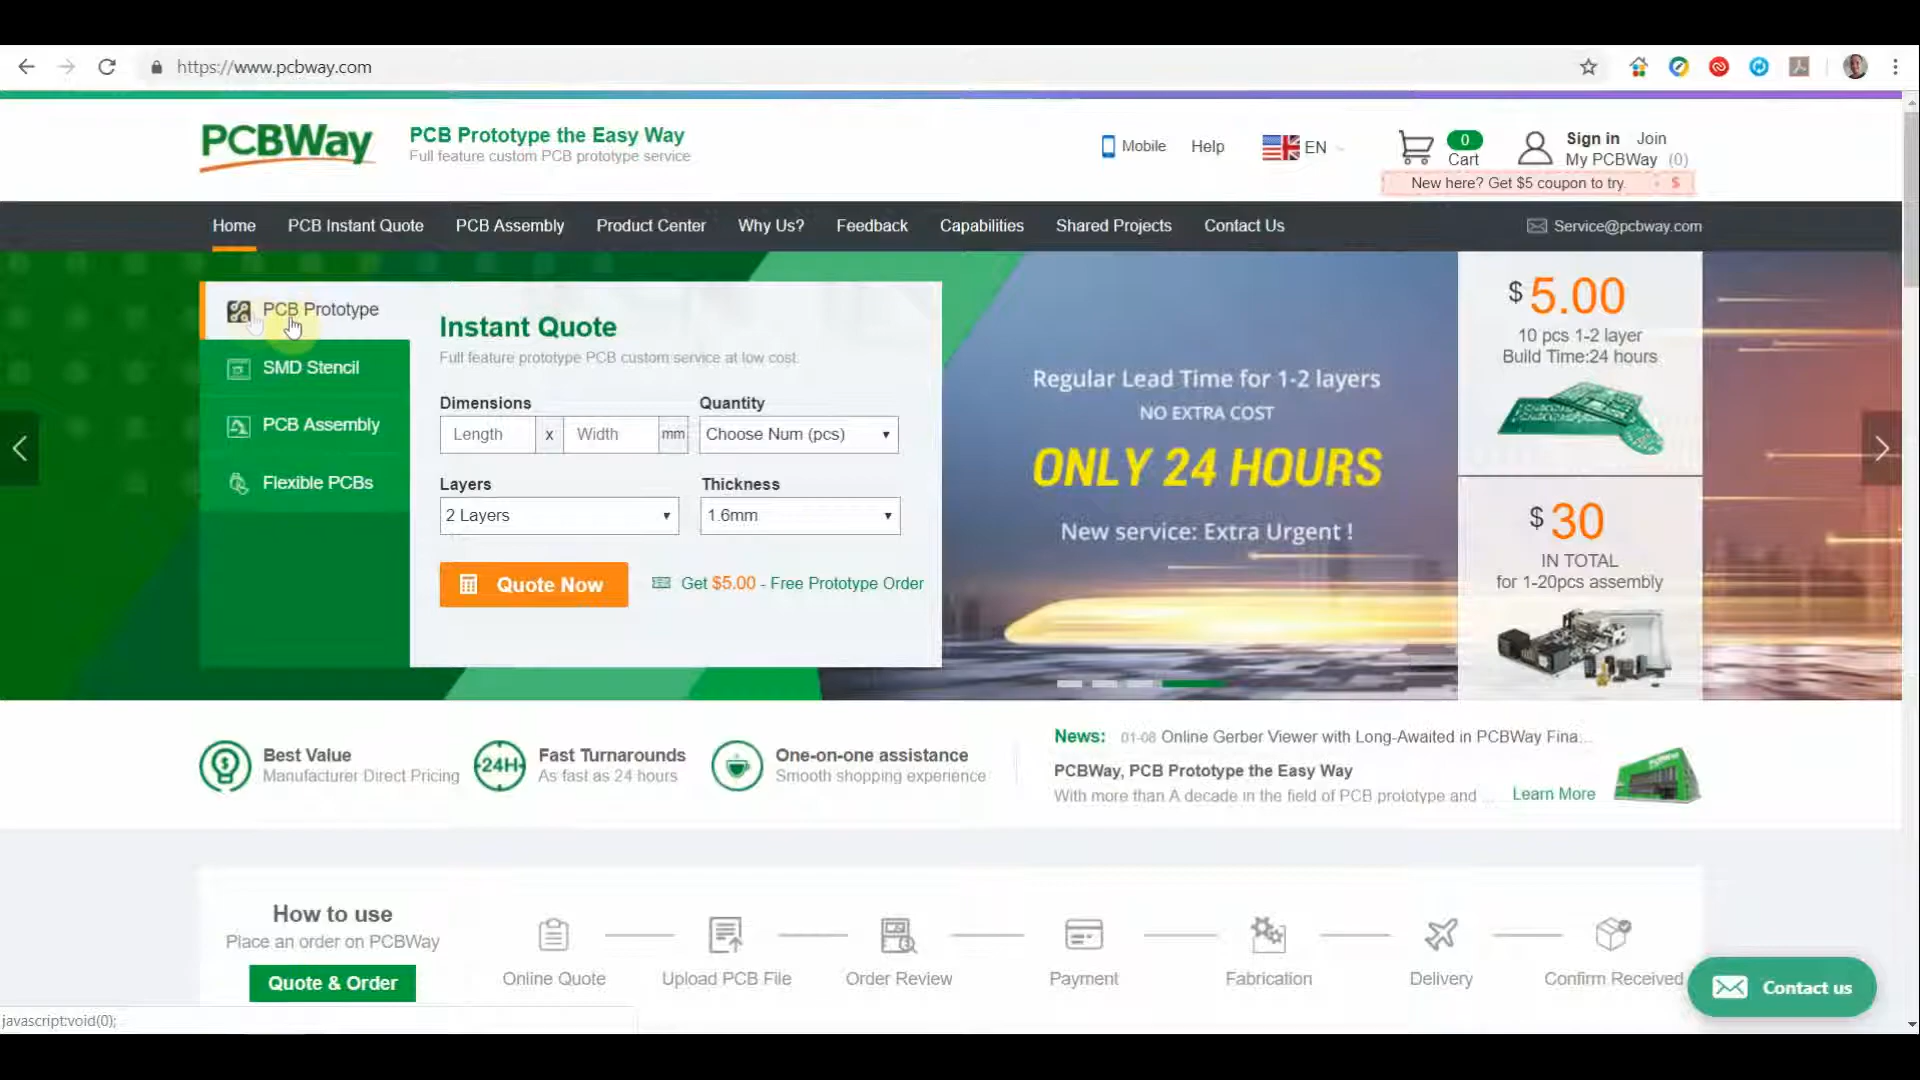 https://www.pcbway.com
PCBWay
PCB Prototype the Easy Way
Full feature custom PCB prototype service
Mobile
Help
EN
0
Cart
Sign in Join
My PCBWay (0)
New here? Get $5 coupon to try.
$
Home
PCB Instant Quote
PCB Assembly
Product Center
Why Us?
Feedback
Capabilities
Shared Projects
Contact Us
Service@pcbway.com
PCB Prototype
SMD Stencil
PCB Assembly
Flexible PCBs
Instant Quote
Full feature prototype PCB custom service at low cost.
Dimensions
Quantity
Length x Width mm
Choose Num (pcs)
Layers
Thickness
2 Layers
1.6mm
Quote Now
Get $5.00 - Free Prototype Order
Regular Lead Time for 1-2 layers
NO EXTRA COST
ONLY 24 HOURS
New service: Extra Urgent !
$ 5.00
10 pcs 1-2 layer
Build Time:24 hours
$ 30
IN TOTAL
for 1-20pcs assembly
Best Value
Manufacturer Direct Pricing
24H
Fast Turnarounds
As fast as 24 hours
One-on-one assistance
Smooth shopping experience
News: 01-08 Online Gerber Viewer with Long-Awaited in PCBWay Fina...
PCBWay, PCB Prototype the Easy Way
With more than A decade in the field of PCB prototype and ...
Learn More
How to use
Place an order on PCBWay
Quote & Order
Online Quote
Upload PCB File
Order Review
Payment
Fabrication
Delivery
Confirm Received
Contact us
javascript:void(0);